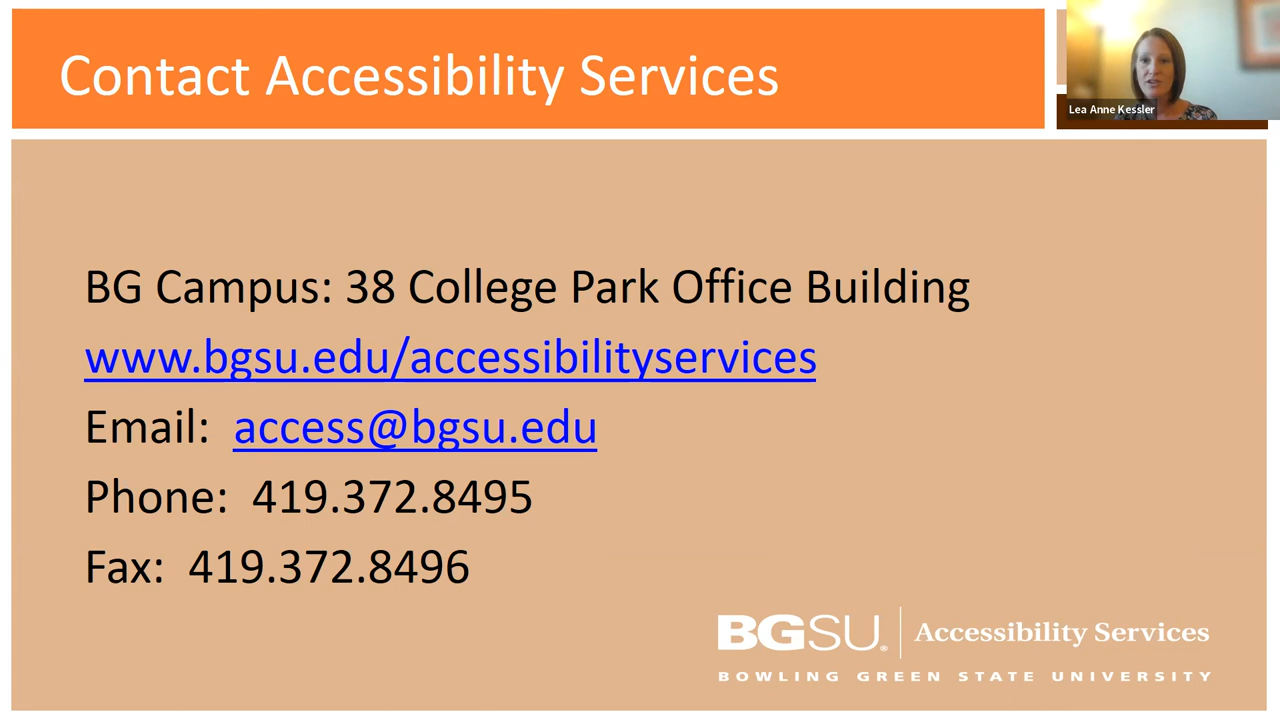 Contact Accessibility Services
Lea Anne Kessler
BG Campus: 38 College Park Office Building
www.bgsu.edu/accessibilityservices
Email: access@bgsu.edu
Phone: 419.372.8495
Fax: 419.372.8496
BGSU® Accessibility Services
BOWLING GREEN STATE UNIVERSITY